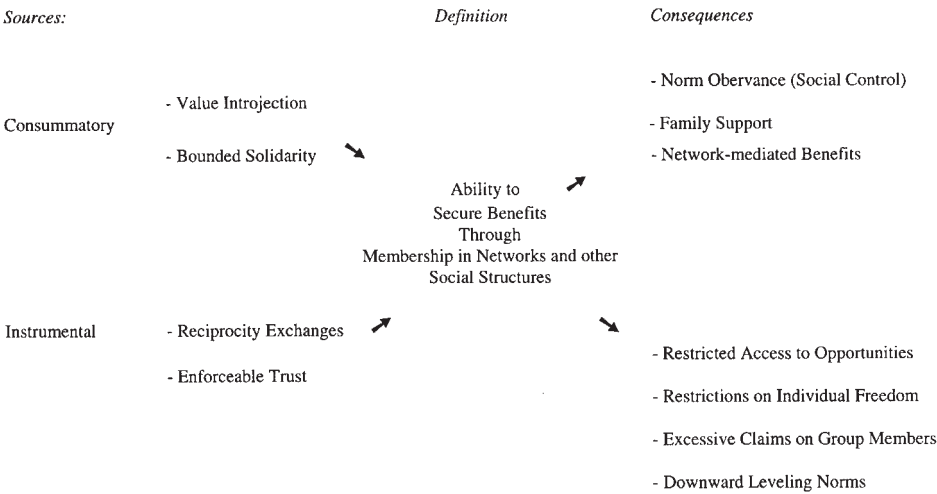 Sources:
Definition
Consequences
Consummatory
- Value Introjection
- Bounded Solidarity
Instrumental
- Reciprocity Exchanges
- Enforceable Trust
Ability to
Secure Benefits
Through
Membership in Networks and other
Social Structures
- Norm Obervance (Social Control)
- Family Support
- Network-mediated Benefits
- Restricted Access to Opportunities
- Restrictions on Individual Freedom
- Excessive Claims on Group Members
- Downward Leveling Norms